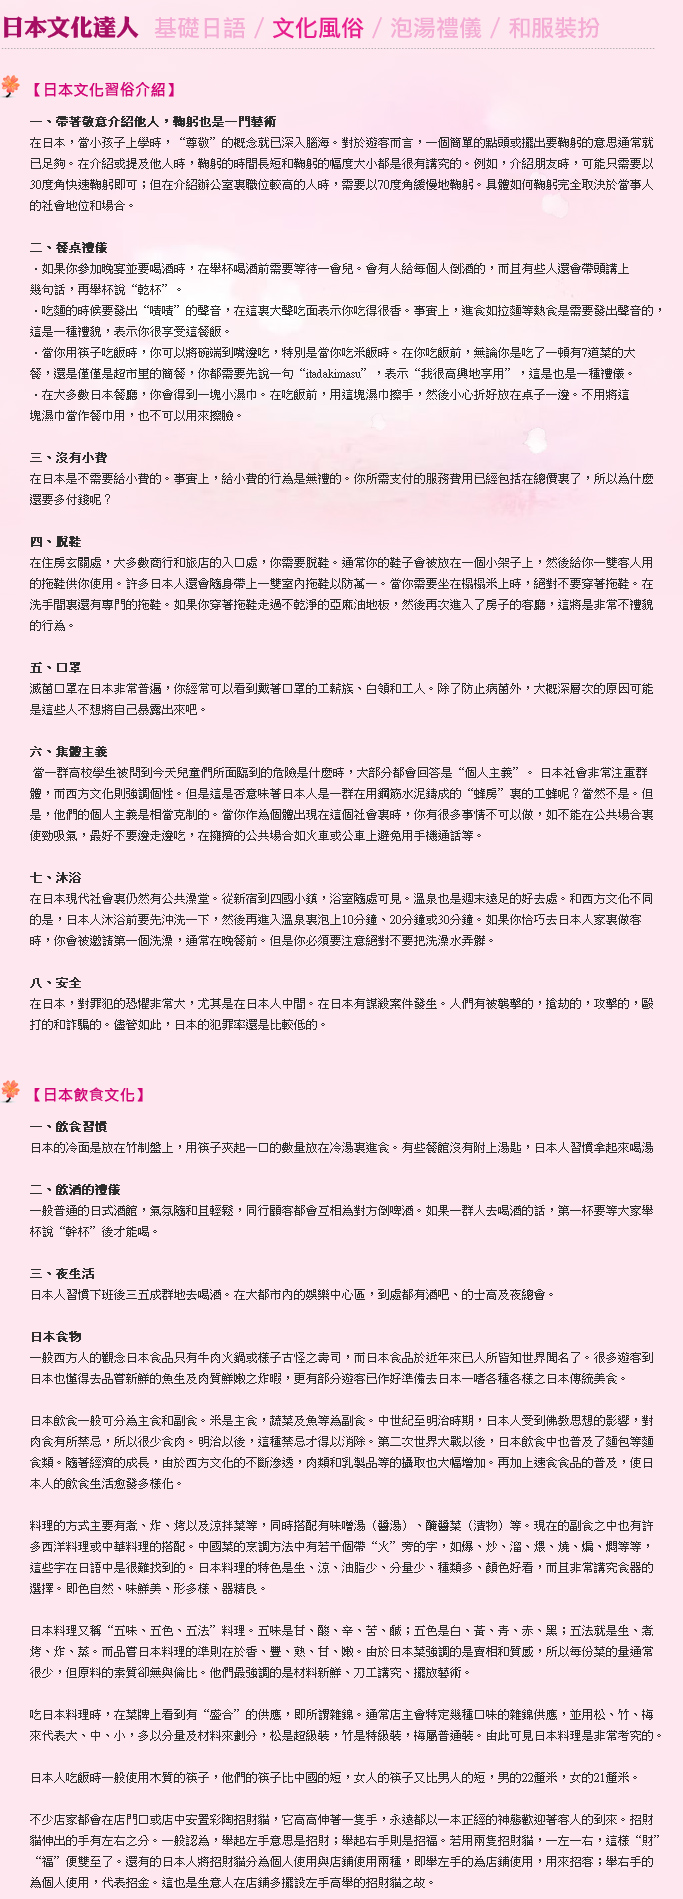 日本文化達人 基礎日語 / 文化風俗 / 泡湯禮儀 / 和服裝扮
【日本文化習俗介紹】
一、帶著敬意介紹他人，鞠躬也是一門藝術
在日本，當小孩子上學時，“尊敬”的概念就已深入腦海。對於遊客而言，一個簡單的點頭或擺出要鞠躬的意思通常就
已足夠。在介紹或提及他人時，鞠躬的時間長短和鞠躬的幅度大小都是很有講究的。例如，介紹朋友時，可能只需要以
30度角快速鞠躬即可；但在介紹辦公室裏職位較高的人時，需要以70度角緩慢地鞠躬。具體如何鞠躬完全取決於當事人
的社會地位和場合。
二、餐桌禮儀
．如果你參加晚宴並要喝酒時，在舉杯喝酒前需要等待一會兒。會有人給每個人倒酒的，而且有些人還會帶頭講上
幾句話，再舉杯說“乾杯”。
．吃麵的時候要發出“嘖嘖”的聲音，在這裏大聲吃面表示你吃得很香。事實上，進食如拉麵等熱食是需要發出聲音的，
這是一種禮貌，表示你很享受這餐飯。
．當你用筷子吃飯時，你可以將碗端到嘴邊吃，特別是當你吃米飯時。在你吃飯前，無論你是吃了一頓有7道菜的大
餐，還是僅僅是超市里的簡餐，你都需要先說一句“itadakimasu”，表示“我很高興地享用”，這是也是一種禮儀。
．在大多數日本餐廳，你會得到一塊小濕巾。在吃飯前，用這塊濕巾擦手，然後小心折好放在桌子一邊。不用將這
塊濕巾當作餐巾用，也不可以用來擦臉。
三、沒有小費
在日本是不需要給小費的。事實上，給小費的行為是無禮的。你所需支付的服務費用已經包括在總價裏了，所以為什麼
還要多付錢呢？
四、脫鞋
在住房玄關處，大多數商行和旅店的入口處，你需要脫鞋。通常你的鞋子會被放在一個小架子上，然後給你一雙客人用
的拖鞋供你使用。許多日本人還會隨身帶上一雙室內拖鞋以防萬一。當你需要坐在榻榻米上時，絕對不要穿著拖鞋。在
洗手間裏還有專門的拖鞋。如果你穿著拖鞋走過不乾淨的亞麻油地板，然後再次進入了房子的客廳，這將是非常不禮貌
的行為。
五、口罩
滅菌口罩在日本非常普遍，你經常可以看到戴著口罩的工薪族、白領和工人。除了防止病菌外，大概深層次的原因可能
是這些人不想將自己暴露出來吧。
六、集體主義
當一群高校學生被問到今天兒童們所面臨到的危險是什麼時，大部分都會回答是“個人主義”。 日本社會非常注重群
體，而西方文化則強調個性。但是這是否意味著日本人是一群在用鋼筋水泥鑄成的“蜂房”裏的工蜂呢？當然不是。但
是，他們的個人主義是相當克制的。當你作為個體出現在這個社會裏時，你有很多事情不可以做，如不能在公共場合裏
使勁吸氣，最好不要邊走邊吃，在擁擠的公共場合如火車或公車上避免用手機通話等。
七、沐浴
在日本現代社會裏仍然有公共澡堂。從新宿到四國小鎮，浴室隨處可見。溫泉也是週末遠足的好去處。和西方文化不同
的是，日本人沐浴前要先沖洗一下，然後再進入溫泉裏泡上10分鐘、20分鐘或30分鐘。如果你恰巧去日本人家裏做客
時，你會被邀請第一個洗澡，通常在晚餐前。但是你必須要注意絕對不要把洗澡水弄髒。
八、安全
在日本，對罪犯的恐懼非常大，尤其是在日本人中間。在日本有謀殺案件發生。人們有被襲擊的，搶劫的，攻擊的，毆
打的和詐騙的。儘管如此，日本的犯罪率還是比較低的。
【日本飲食文化】
一、飲食習慣
日本的冷面是放在竹制盤上，用筷子夾起一口的數量放在冷湯裏進食。有些餐館沒有附上湯匙，日本人習慣拿起來喝湯
二、飲酒的禮儀
一般普通的日式酒館，氣氛隨和且輕鬆，同行顧客都會互相為對方倒啤酒。如果一群人去喝酒的話，第一杯要等大家舉
杯說“幹杯”後才能喝。
三、夜生活
日本人習慣下班後三五成群地去喝酒。在大都市內的娛樂中心區，到處都有酒吧、的士高及夜總會。
日本食物
一般西方人的觀念日本食品只有牛肉火鍋或樣子古怪之壽司，而日本食品於近年來已人所皆知世界聞名了。很多遊客到
日本也懂得去品嘗新鮮的魚生及肉質鮮嫩之炸暇，更有部分遊客已作好準備去日本一嗜各種各樣之日本傳統美食。
日本飲食一般可分為主食和副食。米是主食，蔬菜及魚等為副食。中世紀至明治時期，日本人受到佛教思想的影響，對
肉食有所禁忌，所以很少食肉。明治以後，這種禁忌才得以消除。第二次世界大戰以後，日本飲食中也普及了麵包等麵
食類。隨著經濟的成長，由於西方文化的不斷滲透，肉類和乳製品等的攝取也大幅增加。再加上速食食品的普及，使日
本人的飲食生活愈發多樣化。
料理的方式主要有煮、炸、烤以及涼拌菜等，同時搭配有味噌湯（醬湯）、醃醬菜（漬物）等。現在的副食之中也有許
多西洋料理或中華料理的搭配。中國菜的烹調方法中有若干個帶“火”旁的字，如爆、炒、溜、煨、燒、煸、燜等等，
這些字在日語中是很難找到的。日本料理的特色是生、涼、油脂少、分量少、種類多、顏色好看，而且非常講究食器的
選擇。即色自然、味鮮美、形多樣、器精良。
日本料理又稱“五味、五色、五法”料理。五味是甘、酸、辛、苦、鹹；五色是白、黃、青、赤、黑；五法就是生、煮
烤、炸、蒸。而品嘗日本料理的準則在於香、豐、熟、甘、嫩。由於日本菜強調的是賣相和質感，所以每份菜的量通常
很少，但原料的素質卻無與倫比。他們最強調的是材料新鮮、刀工講究、擺放藝術。
吃日本料理時，在菜牌上看到有“盛合”的供應，即所謂雜錦。通常店主會特定幾種口味的雜錦供應，並用松、竹、梅
來代表大、中、小，多以分量及材料來劃分，松是超級裝，竹是特級裝，梅屬普通裝。由此可見日本料理是非常考究的。
日本人吃飯時一般使用木質的筷子，他們的筷子比中國的短，女人的筷子又比男人的短，男的22釐米，女的21釐米。
不少店家都會在店門口或店中安置彩陶招財貓，它高高伸著一隻手，永遠都以一本正經的神態歡迎著客人的到來。招財
貓伸出的手有左右之分。一般認為，舉起左手意思是招財；舉起右手則是招福。若用兩隻招財貓，一左一右，這樣“財”
“福”便雙至了。還有的日本人將招財貓分為個人使用與店鋪使用兩種，即舉左手的為店鋪使用，用來招客；舉右手的
為個人使用，代表招金。這也是生意人在店鋪多擺設左手高舉的招財貓之故。